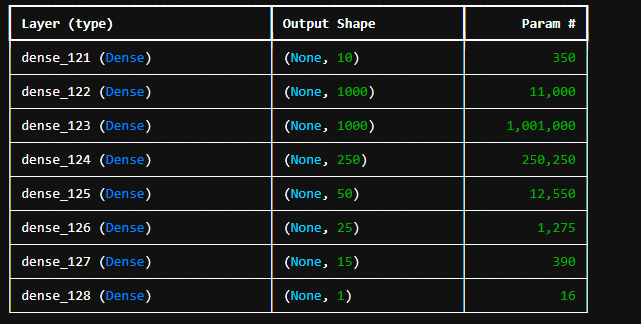 Layer (type) Output Shape Param #
dense_121 (Dense) (None, 10) 350
dense_122 (Dense) (None, 1000) 11,000
dense_123 (Dense) (None, 1000) 1,001,000
dense_124 (Dense) (None, 250) 250,250
dense_125 (Dense) (None, 50) 12,550
dense_126 (Dense) (None, 25) 1,275
dense_127 (Dense) (None, 15) 390
dense_128 (Dense) (None, 1) 16